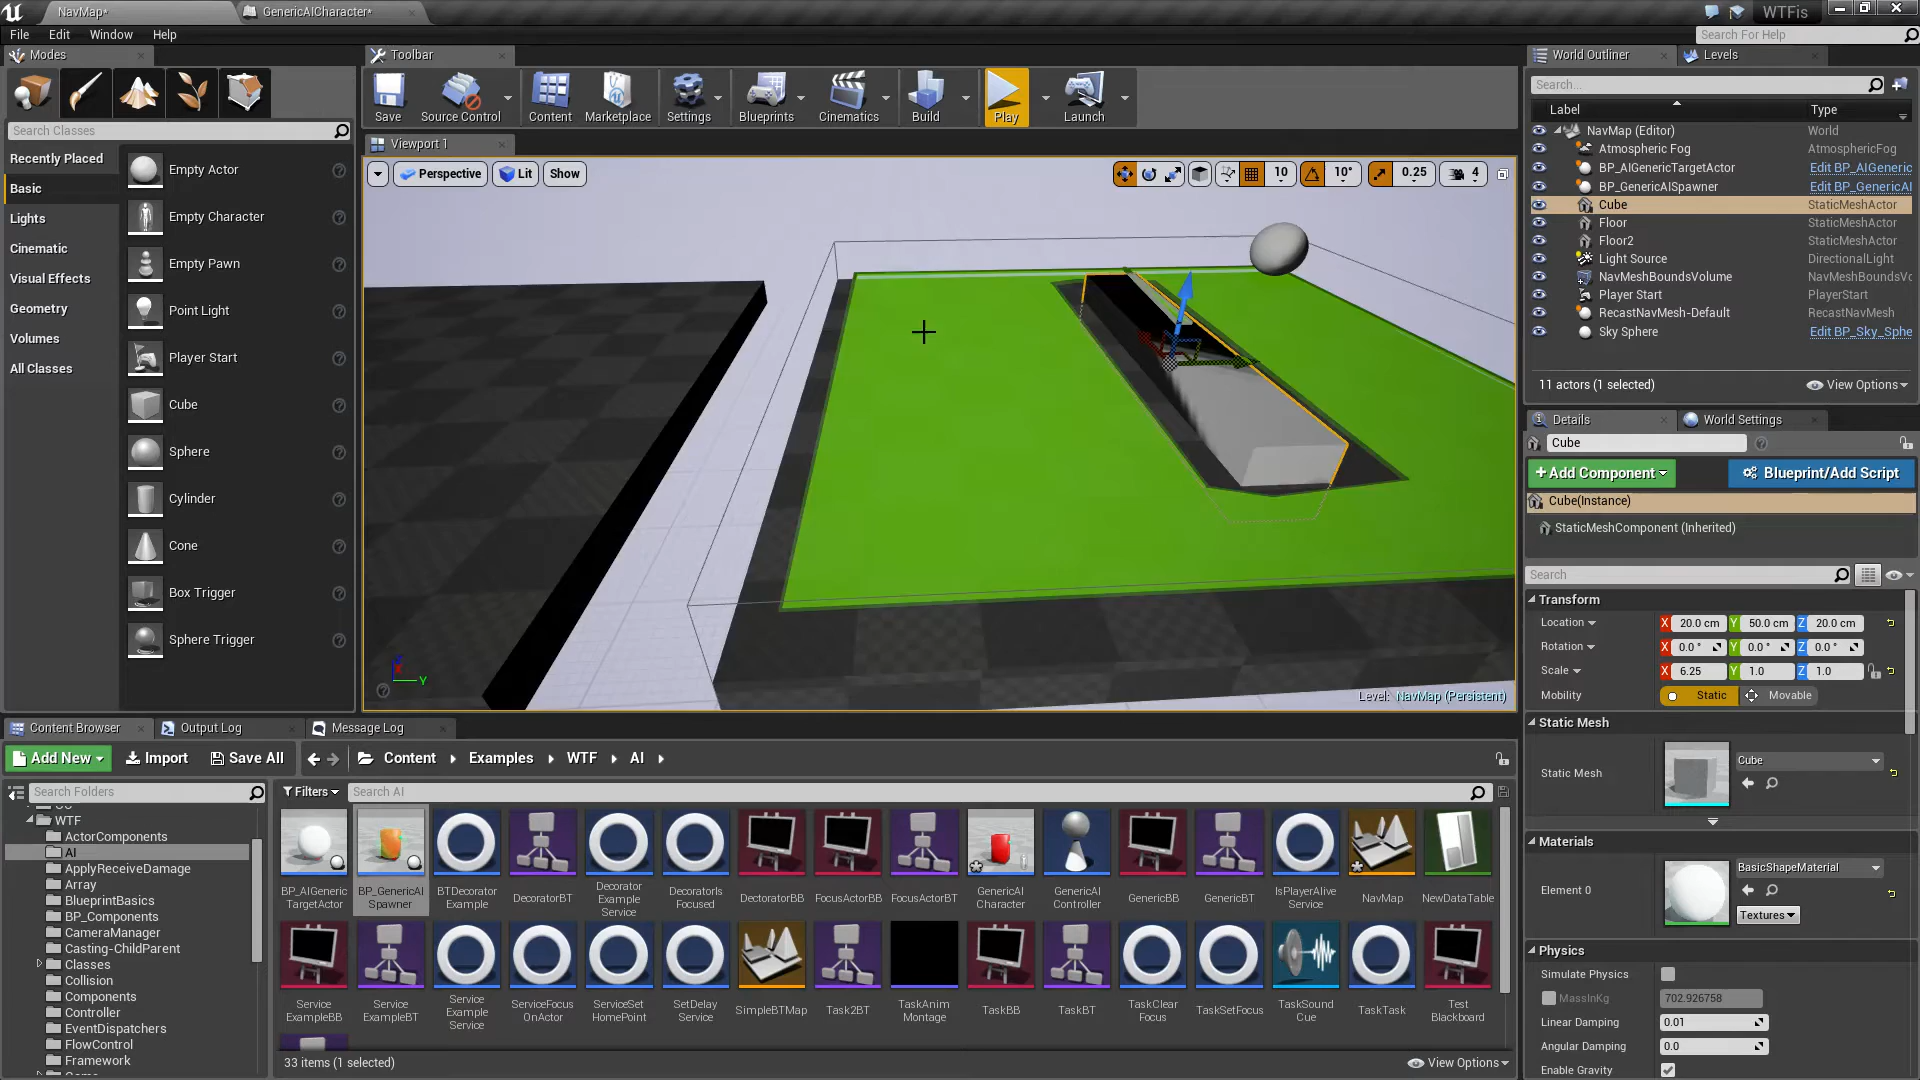 NavMap*
GenericAICharacter*
WTFis
File Edit Window Help
Search For Help
Modes
Toolbar
World Outliner
Levels
Save
Source Control
Content
Marketplace
Settings
Blueprints
Cinematics
Build
Play
Launch
Search...
Search Classes
Viewport 1
Label
Type
Recently Placed
Basic
Lights
Cinematic
Visual Effects
Geometry
Volumes
All Classes
Empty Actor
Empty Character
Empty Pawn
Point Light
Player Start
Cube
Sphere
Cylinder
Cone
Box Trigger
Sphere Trigger
Perspective
Lit
Show
10
10°
0.25
4
NavMap (Editor) World
Atmospheric Fog AtmosphericFog
BP_AIGenericTargetActor Edit BP_AIGeneric
BP_GenericAISpawner Edit BP_GenericAI
Cube StaticMeshActor
Floor StaticMeshActor
Floor2 StaticMeshActor
Light Source DirectionalLight
NavMeshBoundsVolume NavMeshBoundsVo
Player Start PlayerStart
RecastNavMesh-Default RecastNavMesh
Sky Sphere Edit BP_Sky_Sphe
11 actors (1 selected)
View Options
Z
Y
Level: NavMap (Persistent)
Details
World Settings
Cube
+Add Component
Blueprint/Add Script
Cube(Instance)
StaticMeshComponent (Inherited)
Search
Transform
Location X 20.0 cm Y 50.0 cm Z 20.0 cm
Rotation X 0.0 ° Y 0.0 ° Z 0.0 °
Scale X 6.25 Y 1.0 Z 1.0
Mobility Static Movable
Static Mesh
Static Mesh
Cube
Materials
Element 0
BasicShapeMaterial
Textures
Physics
Simulate Physics
MassInKg 702.926758
Linear Damping 0.01
Angular Damping 0.0
Enable Gravity
Content Browser
Output Log
Message Log
Add New
Import
Save All
Content
Examples
WTF
AI
Search Folders
Filters
Search AI
WTF
ActorComponents
AI
ApplyReceiveDamage
Array
BlueprintBasics
BP_Components
CameraManager
Casting-ChildParent
Classes
Collision
Components
Controller
EventDispatchers
FlowControl
Framework
BP_AIGeneric
TargetActor
BP_GenericAI
Spawner
BTDecorator
Example
DecoratorBT
Decorator
Example
Service
DecoratorIs
Focused
DectoratorBB
FocusActorBB
FocusActorBT
GenericAI
Character
GenericAI
Controller
GenericBB
GenericBT
IsPlayerAlive
Service
NavMap
NewDataTable
Service
ExampleBB
Service
ExampleBT
Service
Example
Service
ServiceFocus
OnActor
ServiceSet
HomePoint
SetDelay
Service
SimpleBTMap
Task2BT
TaskAnim
Montage
TaskBB
TaskBT
TaskClear
Focus
TaskSetFocus
TaskSound
Cue
TaskTask
Test
Blackboard
33 items (1 selected)
View Options